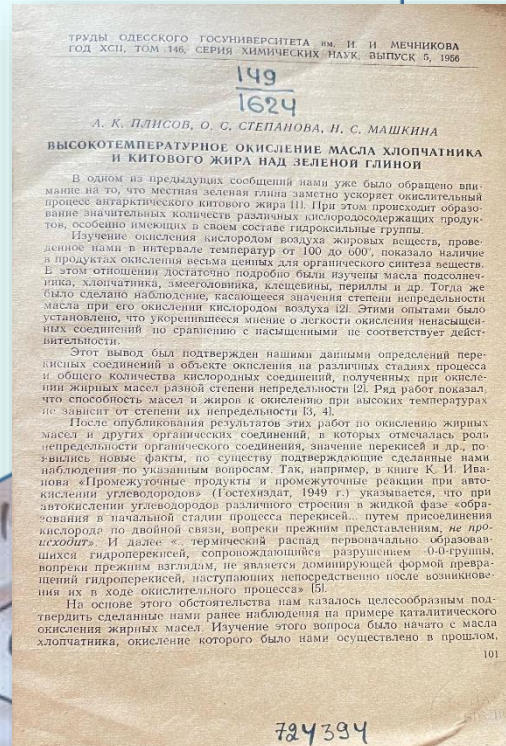 ТРУДЫ ОДЕССКОГО ГОСУНИВЕРСИТЕТА им. И. И. МЕЧНИКОВА
ГОД XCII, ТОМ 146, СЕРИЯ ХИМИЧЕСКИХ НАУК, ВЫПУСК 5, 1956
149
1624
А. К. ПЛИСОВ, О. С. СТЕПАНОВА, Н. С. МАШКИНА
ВЫСОКОТЕМПЕРАТУРНОЕ ОКИСЛЕНИЕ МАСЛА ХЛОПЧАТНИКА
И КИТОВОГО ЖИРА НАД ЗЕЛЕНОЙ ГЛИНОЙ
В одном из предыдущих сообщений нами уже было обращено вни-
мание на то, что местная зеленая глина заметно ускоряет окислительный
процесс антарктического китового жира [1]. При этом происходит образо-
вание значительных количеств различных кислородосодержащих продук-
тов, особенно имеющих в своем составе гидроксильные группы.
Изучение окисления кислородом воздуха жировых веществ, прове-
денное нами в интервале температур от 100 до 600°, показало наличие
в продуктах окисления весьма ценных для органического синтеза веществ.
В этом отношении достаточно подробно были изучены масла подсолнеч-
ника, хлопчатника, змееголовника, клещевины, периллы и др. Тогда же
было сделано наблюдение, касающееся значения степени непредельности
масла при его окислении кислородом воздуха [2]. Этими опытами было
установлено, что укоренившееся мнение о легкости окисления ненасыщен-
ных соединений по сравнению с насыщенными не соответствует дейст-
вительности.
Этот вывод был подтвержден нашими данными определений пере-
кисных соединений в объекте окисления на различных стадиях процесса
и общего количества кислородных соединений, полученных при окисле-
нии жирных масел разной степени непредельности [2]. Ряд работ показал,
что способность масел и жиров к окислению при высоких температурах
не зависит от степени их непредельности [3, 4].
После опубликования результатов этих работ по окислению жирных
масел и других органических соединений, в которых отмечалась роль
непредельности органического соединения, значение перекисей и др., по-
явились новые факты, по существу подтверждающие сделанные нами
наблюдения по указанным вопросам. Так, например, в книге К. И. Ива-
нова «Промежуточные продукты и промежуточные реакции при авто-
кислении углеводородов» (Гостехиздат, 1949 г.) указывается, что при
автокислении углеводородов различного строения в жидкой фазе «обра-
зования в начальной стадии процесса перекисей... путем присоединения
кислорода по двойной связи, вопреки прежним представлениям, не про-
исходит». И далее «... термический распад первоначально образовав-
шихся гидроперекисей, сопровождающийся разрушением -0-0-группы,
вопреки прежним взглядам, не является доминирующей формой превра-
щений гидроперекисей, наступающих непосредственно после возникнове-
ния их в ходе окислительного процесса» [5].
На основе этого обстоятельства нам казалось целесообразным под-
твердить сделанные нами ранее наблюдения на примере каталитического
окисления жирных масел. Изучение этого вопроса было начато с масла
хлопчатника, окисление которого было нами осуществлено в прошлом,
101
724394